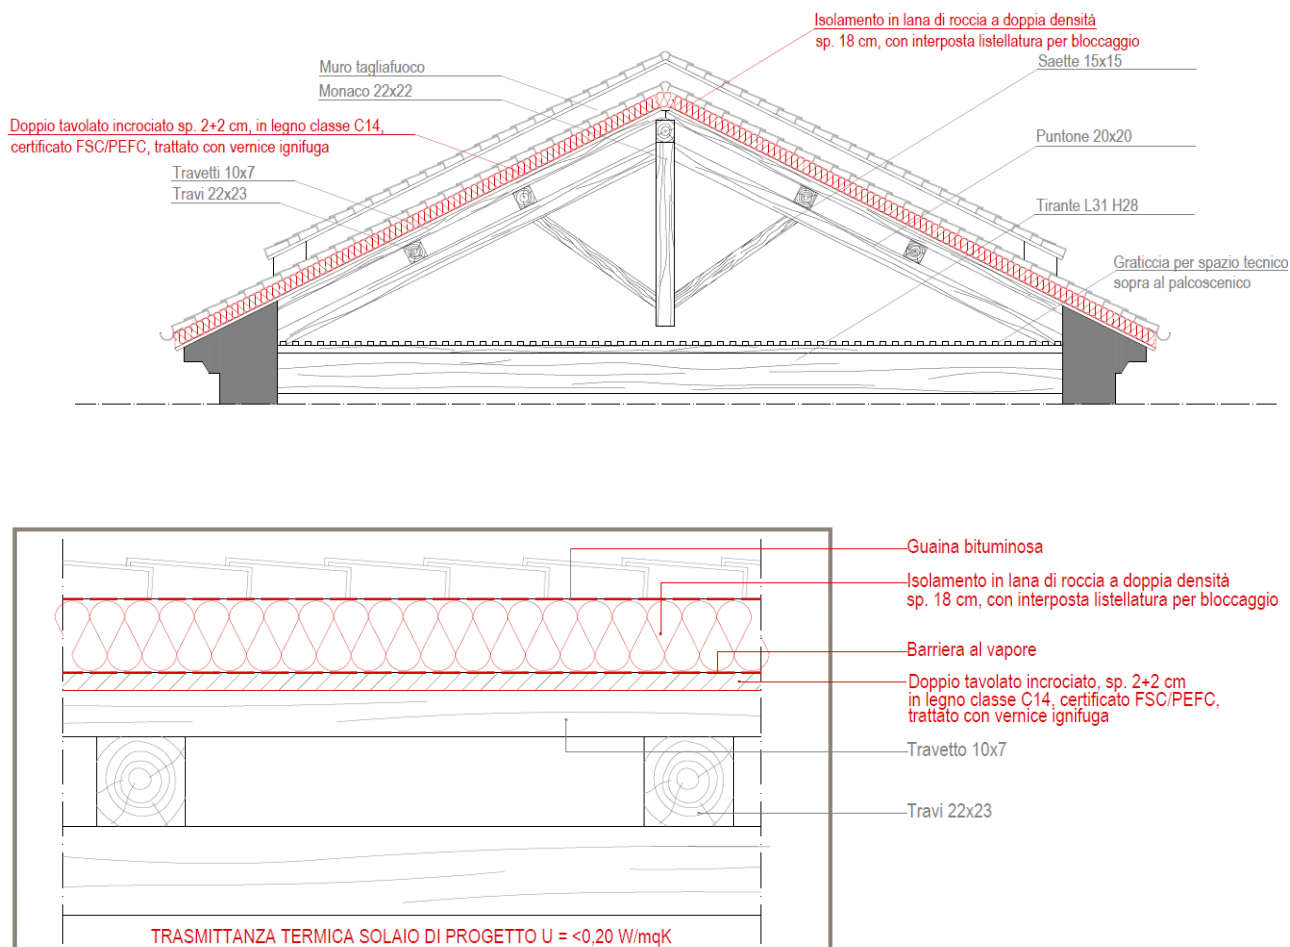 Isolamento in lana di roccia a doppia densità
sp. 18 cm, con interposta listellatura per bloccaggio
Saette 15x15
Muro tagliafuoco
Monaco 22x22
Doppio tavolato incrociato sp. 2+2 cm, in legno classe C14,
certificato FSC/PEFC, trattato con vernice ignifuga
Puntone 20x20
Travetti 10x7
Travi 22x23
Tirante L31 H28
Graticcia per spazio tecnico
sopra al palcoscenico
Guaina bituminosa
Isolamento in lana di roccia a doppia densità
sp. 18 cm, con interposta listellatura per bloccaggio
Barriera al vapore
Doppio tavolato incrociato, sp. 2+2 cm
in legno classe C14, certificato FSC/PEFC,
trattato con vernice ignifuga
Travetto 10x7
Travi 22x23
TRASMITTANZA TERMICA SOLAIO DI PROGETTO U = <0,20 W/mqK